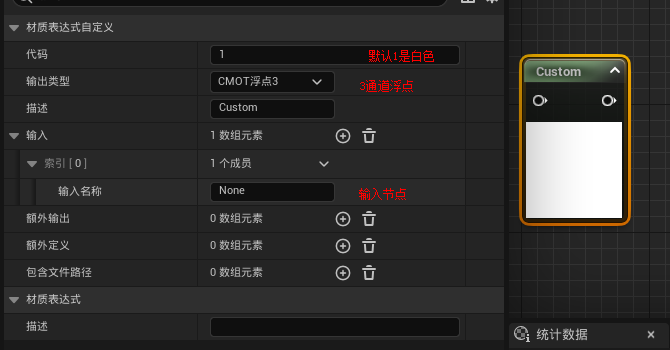 材质表达式自定义
代码 1 默认1是白色
输出类型 CMOT浮点3 3通道浮点
描述 Custom
输入 1 数组元素
索引 [ 0 ] 1 个成员
输入名称 None 输入节点
额外输出 0 数组元素
额外定义 0 数组元素
包含文件路径 0 数组元素
材质表达式
描述
Custom
统计数据